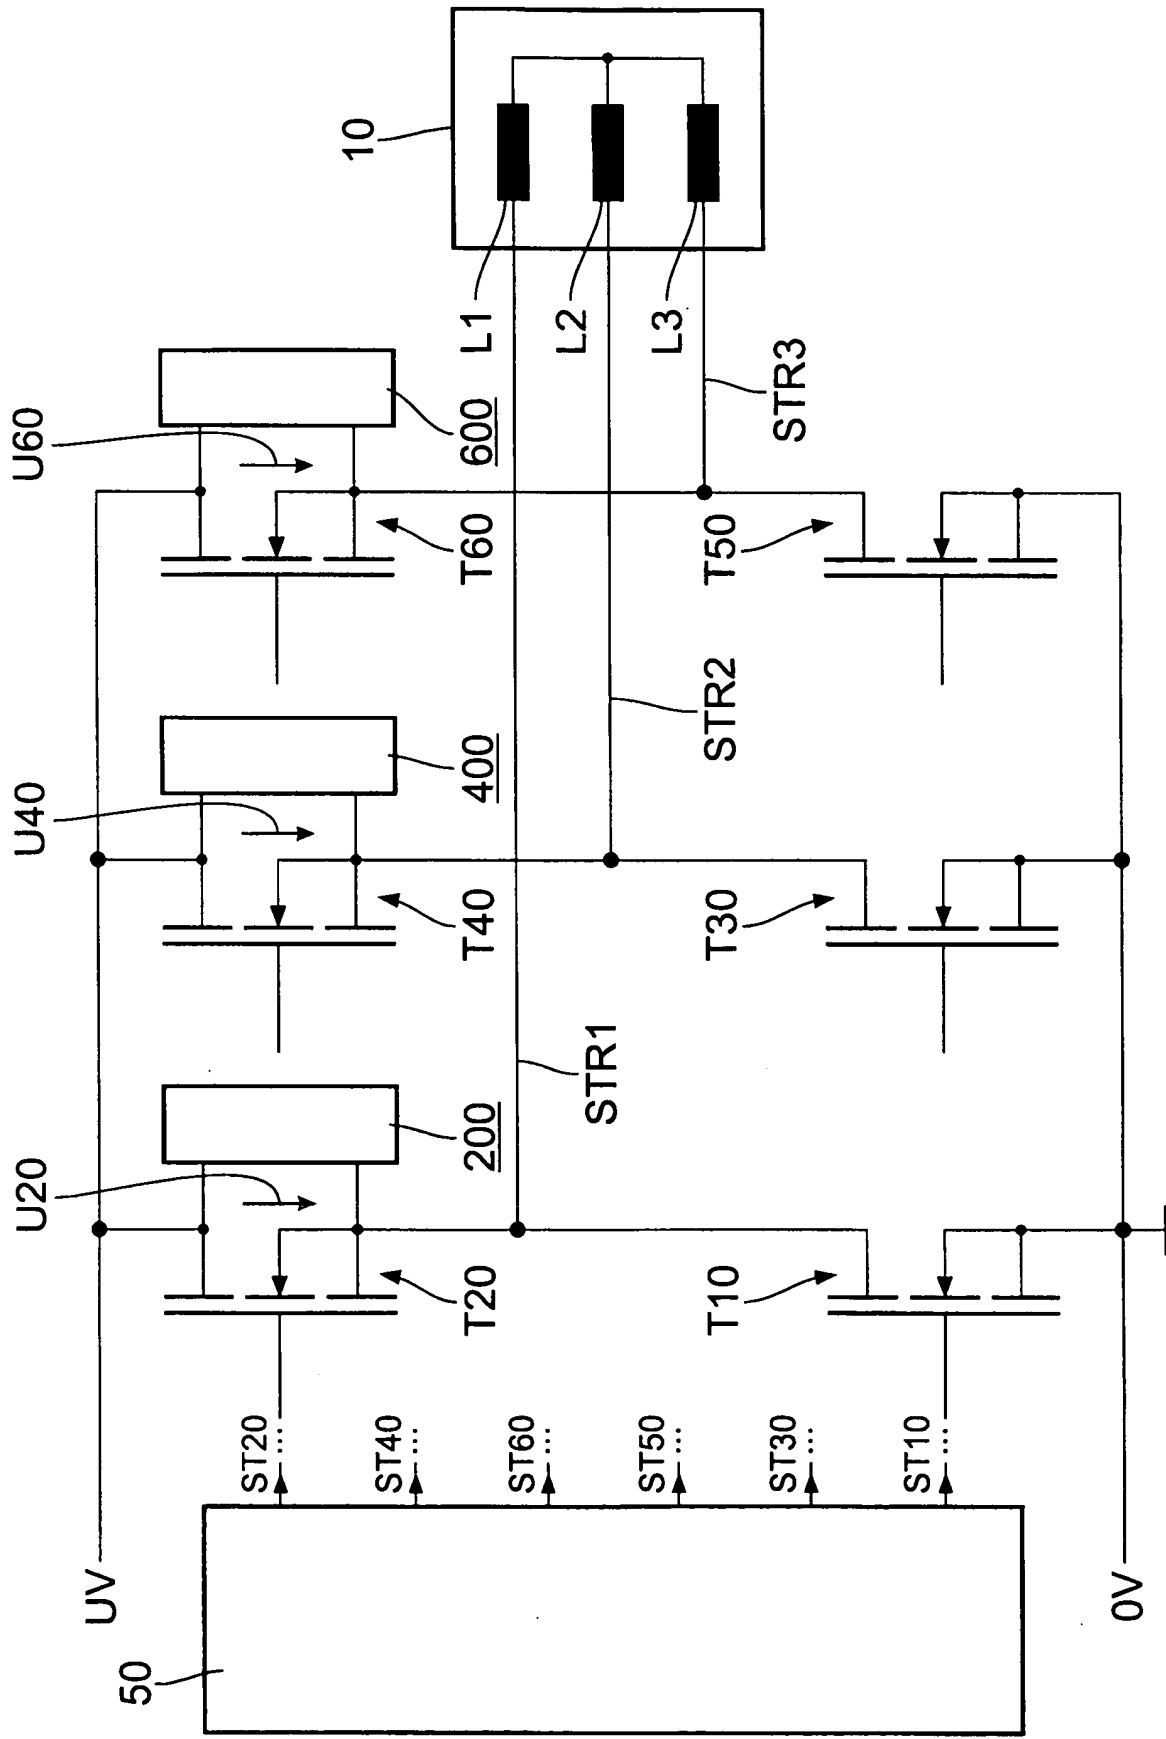 UV
U20
U40
U60
200
400
600
10
T20
T40
T60
L1
L2
L3
STR1
STR2
STR3
T10
T30
T50
50
ST20 ...
ST40 ...
ST60 ...
ST50 ...
ST30 ...
ST10 ...
0V